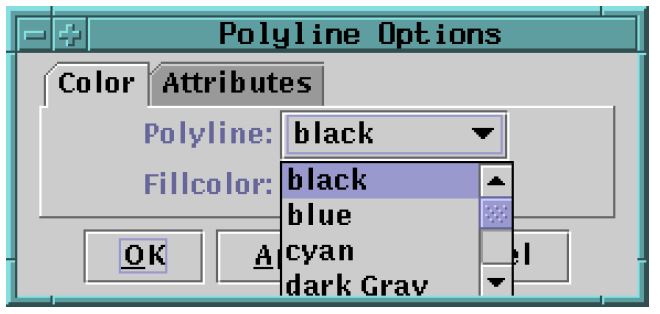 Polyline Options
Color Attributes
Polyline: black
Fillcolor: black
blue
cyan
dark Gray
OK